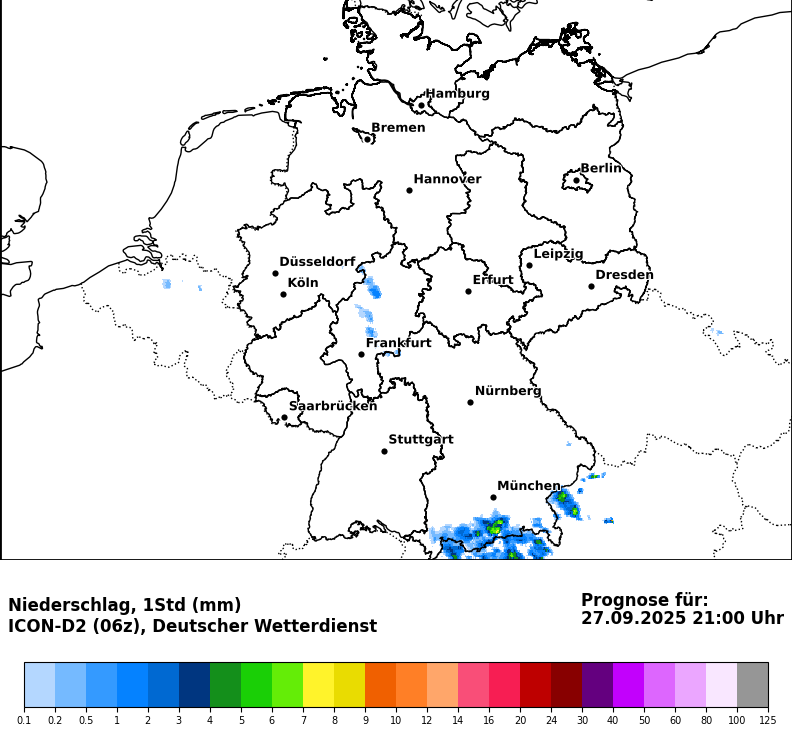 Hamburg
Bremen
Berlin
Hannover
Leipzig
Düsseldorf
Dresden
Köln
Erfurt
Frankfurt
Nürnberg
Saarbrücken
Stuttgart
München
Niederschlag, 1Std (mm)
ICON-D2 (06z), Deutscher Wetterdienst
Prognose für:
27.09.2025 21:00 Uhr
0.1 0.2 0.5 1 2 3 4 5 6 7 8 9 10 12 14 16 20 24 30 40 50 60 80 100 125